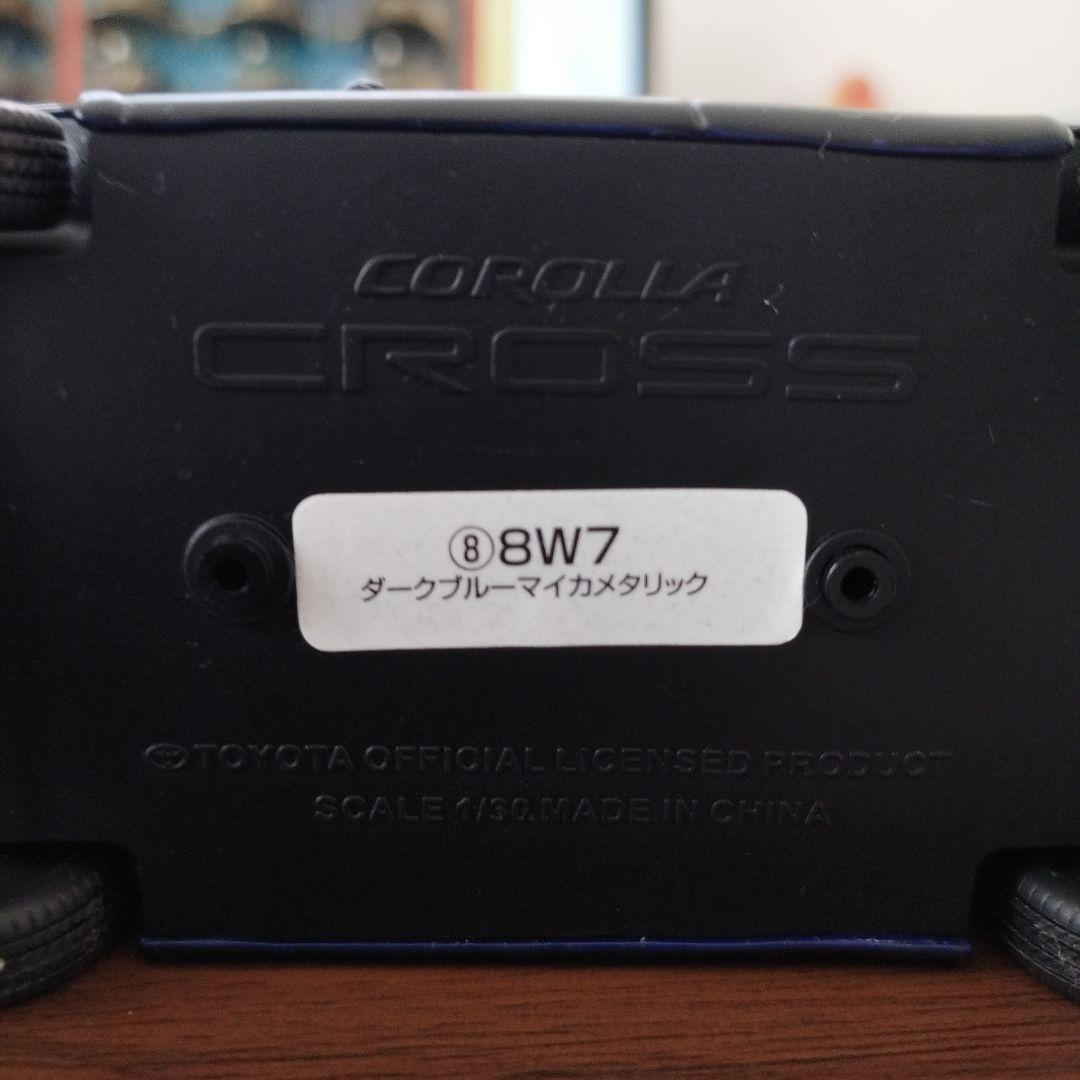 COROLLA
CROSS
⑧8W7
ダークブルーマイカメタリック
TOYOTA OFFICIAL LICENSED PRODUCT
SCALE 1/30.MADE IN CHINA